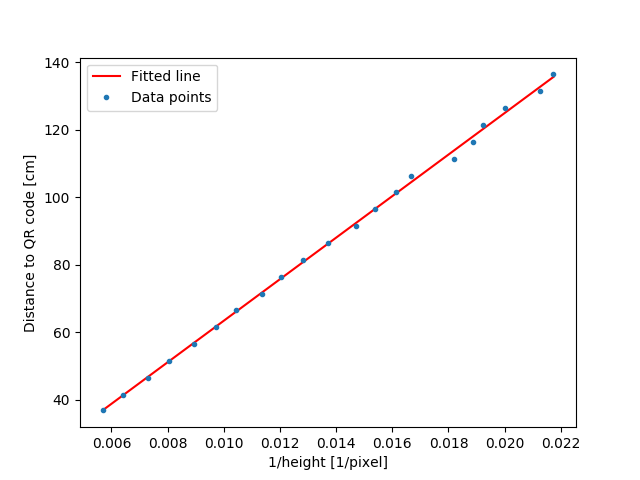 140
120
100
80
60
40
Distance to QR code [cm]
Fitted line
Data points
0.006 0.008 0.010 0.012 0.014 0.016 0.018 0.020 0.022
1/height [1/pixel]